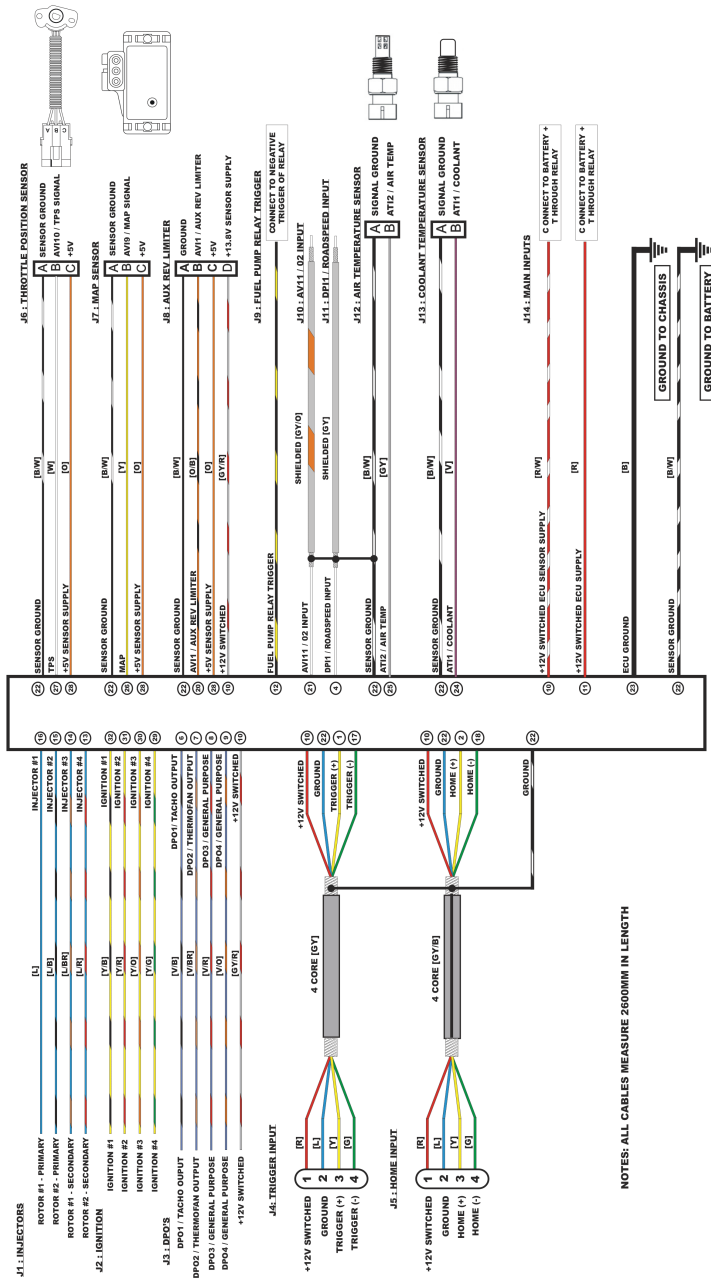 J1 : INJECTORS
ROTOR #1 - PRIMARY [L] INJECTOR #1 16
ROTOR #2 - PRIMARY [L/B] INJECTOR #2 15
ROTOR #1 - SECONDARY [L/BR] INJECTOR #3 14
ROTOR #2 - SECONDARY [L/R] INJECTOR #4 13
J2 : IGNITION
IGNITION #1 [Y/B] IGNITION #1 32
IGNITION #2 [Y/R] IGNITION #2 31
IGNITION #3 [Y/O] IGNITION #3 30
IGNITION #4 [Y/G] IGNITION #4 29
J3 : DPO'S
DPO1 / TACHO OUPUT [V/B] DPO1/ TACHO OUTPUT 6
DPO2 / THERMOFAN OUTPUT [V/BR] DPO2 / THERMOFAN OUTPUT 7
DPO3 / GENERAL PURPOSE [V/R] DPO3 / GENERAL PURPOSE 8
DPO4 / GENERAL PURPOSE [V/O] DPO4 / GENERAL PURPOSE 9
+12V SWITCHED [GY/R] +12V SWITCHED 10
J4: TRIGGER INPUT
+12V SWITCHED 1 [R] +12V SWITCHED 10
GROUND 2 [L] GROUND 22
TRIGGER (+) 3 [Y] TRIGGER (+) 1
TRIGGER (-) 4 [G] TRIGGER (-) 17
4 CORE [GY]
J5 : HOME INPUT
+12V SWITCHED 1 [R] +12V SWITCHED 10
GROUND 2 [L] GROUND 22
HOME (+) 3 [Y] HOME (+) 2
HOME (-) 4 [G] HOME (-) 18
4 CORE [GY/B]
GROUND 22
NOTES: ALL CABLES MEASURE 2600MM IN LENGTH
J6 : THROTTLE POSITION SENSOR
22 SENSOR GROUND [B/W] A SENSOR GROUND
27 TPS [W] B AVI10 / TPS SIGNAL
28 +5V SENSOR SUPPLY [O] C +5V
A B C
J7 : MAP SENSOR
22 SENSOR GROUND [B/W] A SENSOR GROUND
26 MAP [Y] B AVI9 / MAP SIGNAL
28 +5V SENSOR SUPPLY [O] C +5V
J8 : AUX REV LIMITER
22 SENSOR GROUND [B/W] A GROUND
20 AVI1 / AUX REV LIMITER [O/B] B AVI1 / AUX REV LIMITER
28 +5V SENSOR SUPPLY [O] C +5V
10 +12V SWITCHED [GY/R] D +13.8V SENSOR SUPPLY
J9 : FUEL PUMP RELAY TRIGGER
12 FUEL PUMP RELAY TRIGGER
CONNECT TO NEGATIVE
TRIGGER OF RELAY
J10 : AV11 / 02 INPUT
21 AV111 / 02 INPUT SHIELDED [GY/O]
J11 : DPI1 / ROADSPEED INPUT
4 DPI1 / ROADSPEED INPUT SHIELDED [GY]
J12 : AIR TEMPERATURE SENSOR
22 SENSOR GROUND [B/W] A SIGNAL GROUND
25 ATI2 / AIR TEMP [GY] B ATI2 / AIR TEMP
J13 : COOLANT TEMPERATURE SENSOR
22 SENSOR GROUND [B/W] A SIGNAL GROUND
24 ATI1 / COOLANT [V] B ATI1 / COOLANT
J14 : MAIN INPUTS
10 +12V SWITCHED ECU SENSOR SUPPLY [R/W]
C ONNECT TO BATTERY +
T HROUGH RELAY
11 +12V SWITCHED ECU SUPPLY [R]
C ONNECT TO BATTERY +
T HROUGH RELAY
23 ECU GROUND [B]
GROUND TO CHASSIS
22 SENSOR GROUND [B/W]
GROUND TO BATTERY